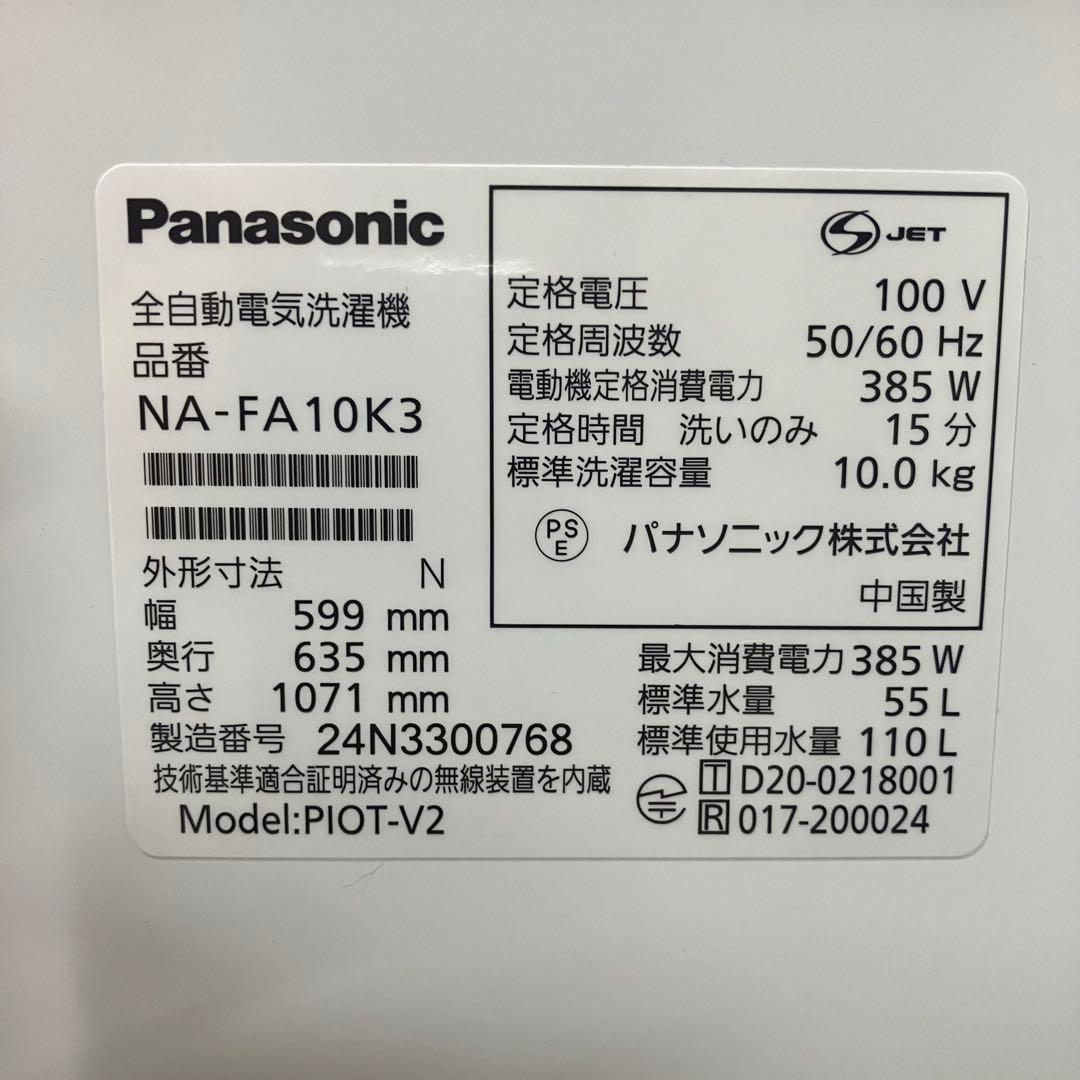 Panasonic
全自動電気洗濯機
品番
NA-FA10K3
外形寸法 N
幅 599 mm
奥行 635 mm
高さ 1071 mm
製造番号 24N3300768
技術基準適合証明済みの無線装置を内蔵
Model:PIOT-V2
S JET
定格電圧 100 V
定格周波数 50/60 Hz
電動機定格消費電力 385 W
定格時間 洗いのみ 15 分
標準洗濯容量 10.0 kg
PSE パナソニック株式会社
中国製
最大消費電力 385 W
標準水量 55 L
標準使用水量 110 L
T D20-0218001
R 017-200024